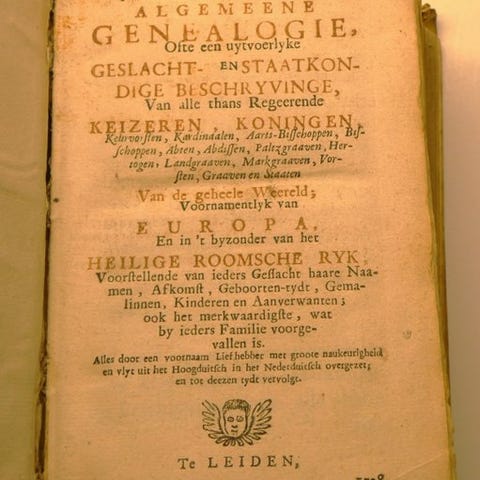 ALGEMEENE
GENEALOGIE,
Ofte een uytvoerlyke
GESLACHT- EN STAATKON-
DIGE BESCHRYVINGE,
Van alle thans Regeerende
KEIZEREN, KONINGEN,
Keurvorsten, Kardinaalen, Aarts-Bisschoppen, Bis-
schoppen, Abten, Abdissen, Paltzgraaven, Her-
togen, Landgraaven, Markgraaven, Vor-
sten, Graaven en Staaten
Van de geheele Weereld;
Voornamentlyk van
EUROPA,
En in 't byzonder van het
HEILIGE ROOMSCHE RYK;
Voorstellende van ieders Geslacht haare Naa-
men, Afkomst, Geboorten-tydt, Gema-
linnen, Kinderen en Aanverwanten;
ook het merkwaardigste, wat
by ieders Familie voorge-
vallen is.
Alles door een voornaam Liefhebber met groote naukeurigheid
en vlyt uit het Hoogduitsch in het Nederduitsch overgezet;
en tot deezen tydt vervolgt.
Te LEIDEN,